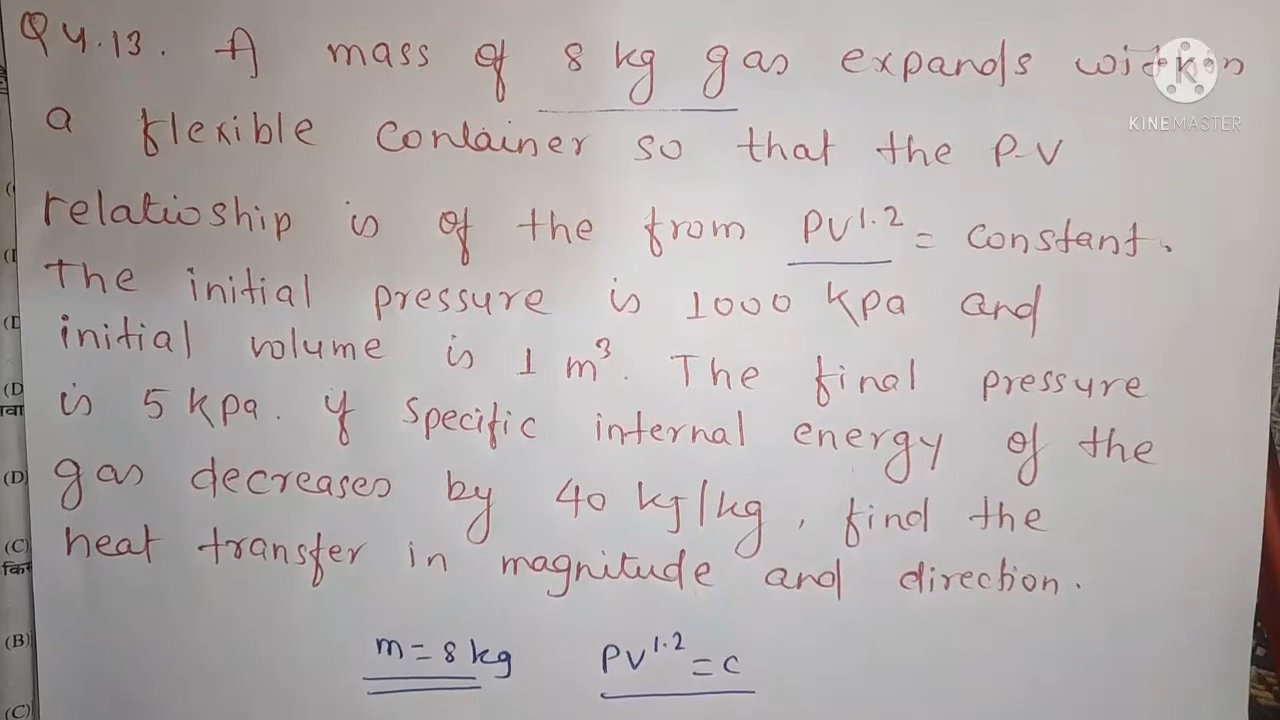 Q 4.13. A mass of 8 kg gas expands within
a flexible container so that the p-v
relatioship is of the from pv^1.2 = constant.
The initial pressure is 1000 kpa and
initial volume is 1 m³. The final pressure
is 5 kpa. if specific internal energy of the
gas decreases by 40 kJ/kg, find the
heat transfer in magnitude and direction.
m = 8 kg PV^1.2 = C
KINEMASTER
(D)
(D)
(C)
(B)
(C)